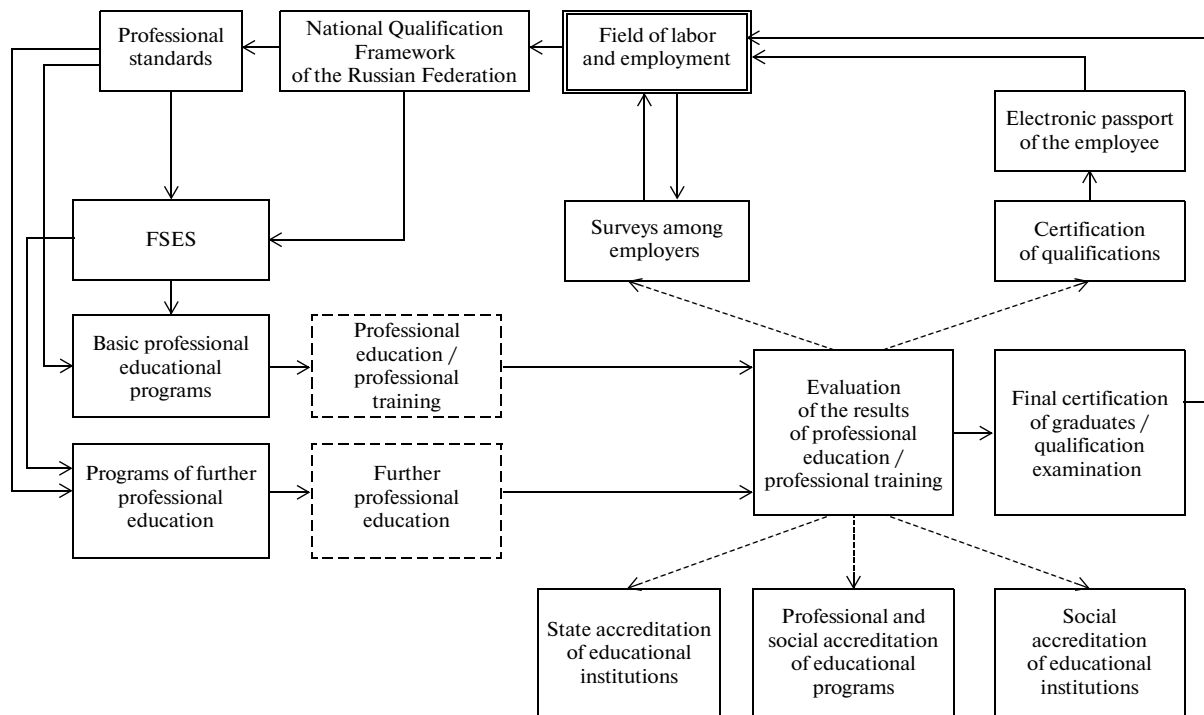 Professional
standards
National Qualification
Framework
of the Russian Federation
Field of labor
and employment
Electronic passport
of the employee
FSES
Surveys among
employers
Certification
of qualifications
Basic professional
educational
programs
Professional
education /
professional
training
Evaluation
of the results
of professional
education /
professional training
Final certification
of graduates /
qualification
examination
Programs of further
professional
education
Further
professional
education
State accreditation
of educational
institutions
Professional and
social accreditation
of educational
programs
Social
accreditation
of educational
institutions